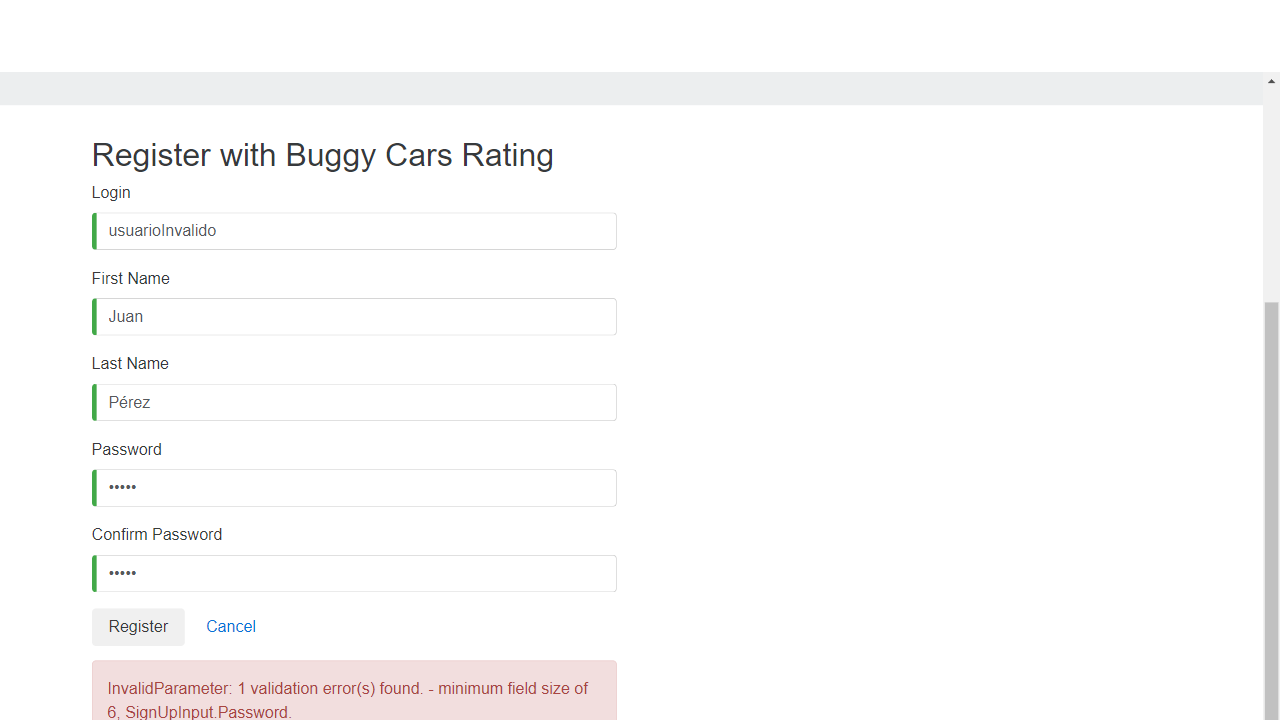 Register with Buggy Cars Rating
Login
usuarioInvalido
First Name
Juan
Last Name
Pérez
Password
•••••
Confirm Password
•••••
Register Cancel
InvalidParameter: 1 validation error(s) found. - minimum field size of
6, SignUpInput.Password.